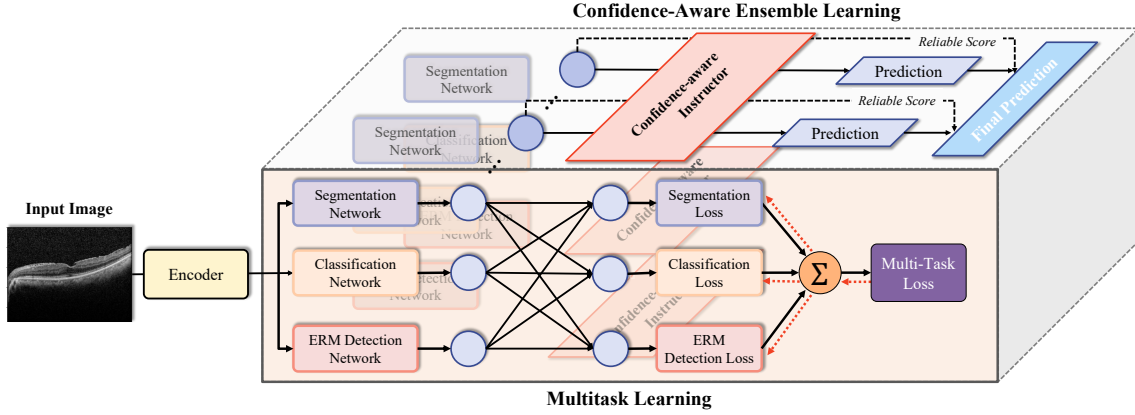 Confidence-Aware Ensemble Learning
Reliable Score
Segmentation
Network
Confidence-aware
Instructor
Prediction
Final Prediction
Reliable Score
Segmentation
Network
Classification
Network
Prediction
Input Image
Encoder
Segmentation
Network
Segmentation
Loss
Classification
Network
Classification
Loss
Σ
Multi-Task
Loss
ERM Detection
Network
ERM
Detection Loss
Multitask Learning